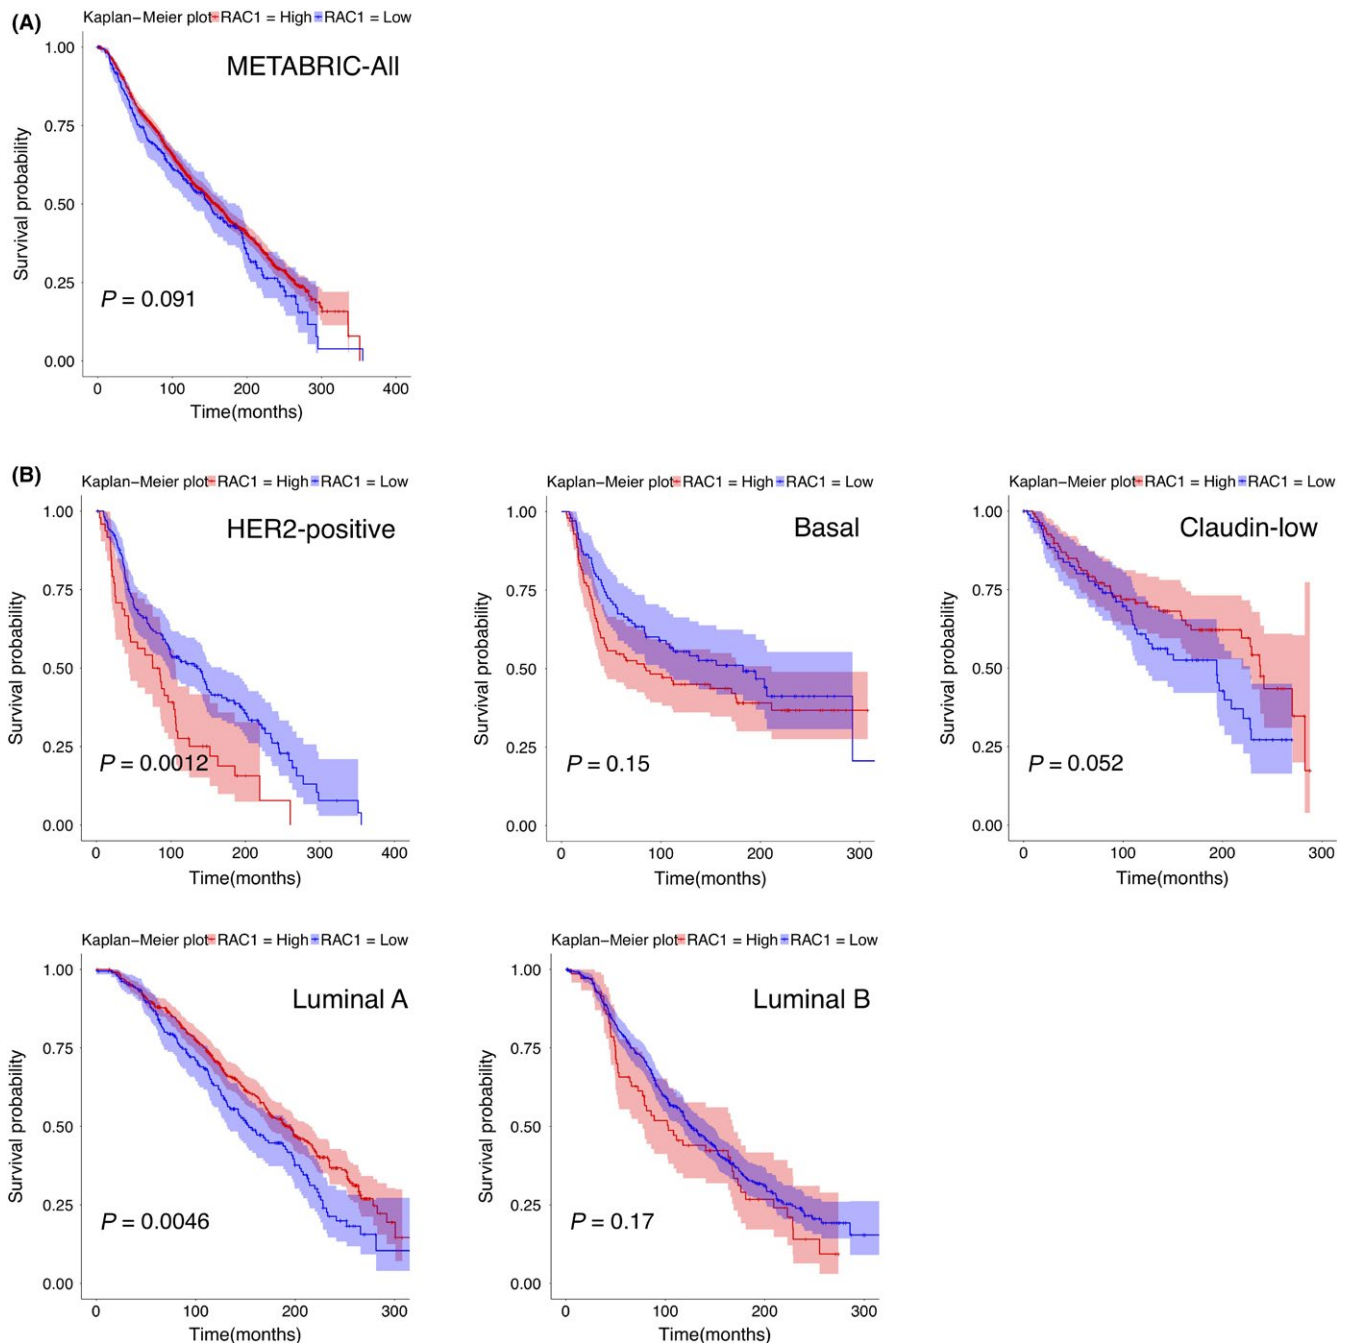 (A)
Kaplan−Meier plot RAC1 = High RAC1 = Low
METABRIC-All
Survival probability
1.00
0.75
0.50
0.25
0.00
P = 0.091
0 100 200 300 400
Time(months)
(B)
Kaplan−Meier plot RAC1 = High RAC1 = Low
HER2-positive
Survival probability
1.00
0.75
0.50
0.25
0.00
P = 0.0012
0 100 200 300 400
Time(months)
Kaplan−Meier plot RAC1 = High RAC1 = Low
Basal
Survival probability
1.00
0.75
0.50
0.25
0.00
P = 0.15
0 100 200 300
Time(months)
Kaplan−Meier plot RAC1 = High RAC1 = Low
Claudin-low
Survival probability
1.00
0.75
0.50
0.25
0.00
P = 0.052
0 100 200 300
Time(months)
Kaplan−Meier plot RAC1 = High RAC1 = Low
Luminal A
Survival probability
1.00
0.75
0.50
0.25
0.00
P = 0.0046
0 100 200 300
Time(months)
Kaplan−Meier plot RAC1 = High RAC1 = Low
Luminal B
Survival probability
1.00
0.75
0.50
0.25
0.00
P = 0.17
0 100 200 300
Time(months)